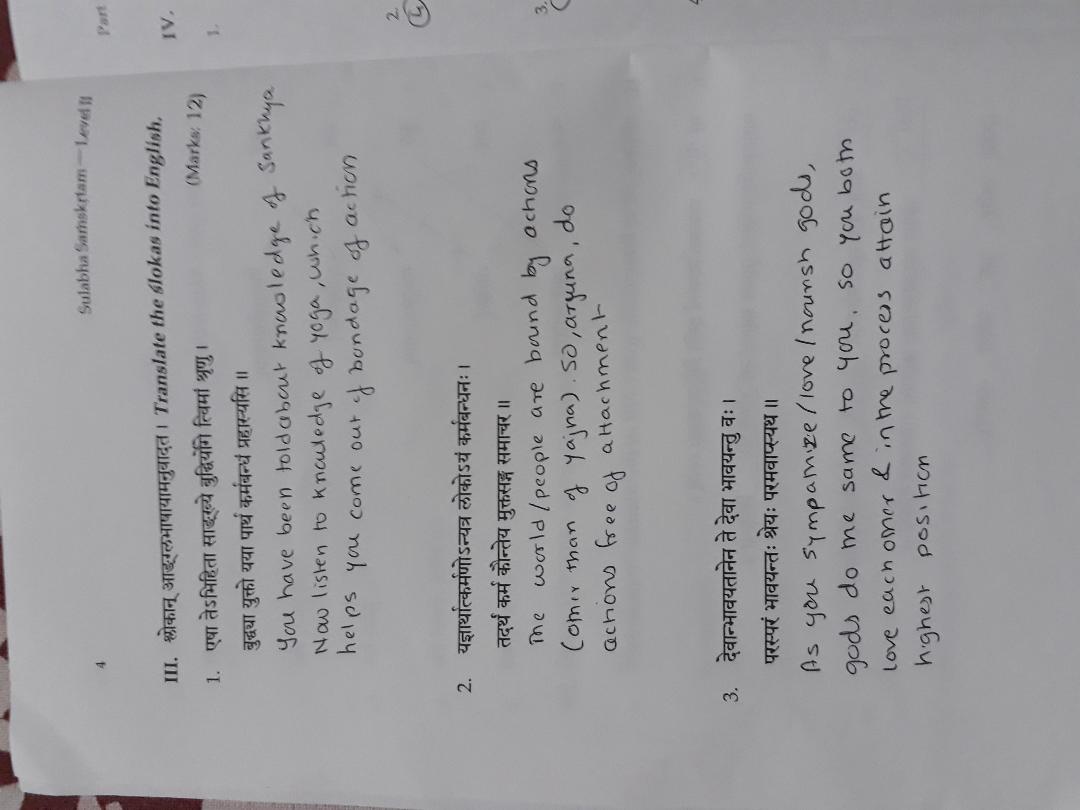 4
Sulabha Saṁskṛtam — Level II
III. श्लोकान् आङ्ग्लभाषायामनुवादत। Translate the ślokas into English.
(Marks: 12)
1. एषा तेऽभिहिता साङ्ख्ये बुद्धिर्योगे त्विमां श्रृणु।
बुद्ध्या युक्तो यया पार्थ कर्मबन्धं प्रहास्यसि॥
You have been told about knowledge of Sankhya
Now listen to knowledge of yoga, which
helps you come out of bondage of action
2. यज्ञार्थात्कर्मणोऽन्यत्र लोकोऽयं कर्मबन्धनः।
तदर्थं कर्म कौन्तेय मुक्तसङ्ग समाचर॥
The world/people are bound by actions
(other than of yajna). So, arjuna, do
actions free of attachment
3. देवान्भावयतानेन ते देवा भावयन्तु वः।
परस्परं भावयन्तः श्रेयः परमवाप्स्यथ॥
As you sympathize/love/nourish gods,
gods do the same to you. So you both
love each other & in the process attain
highest position
Part
IV.
1.
2.
4
3.